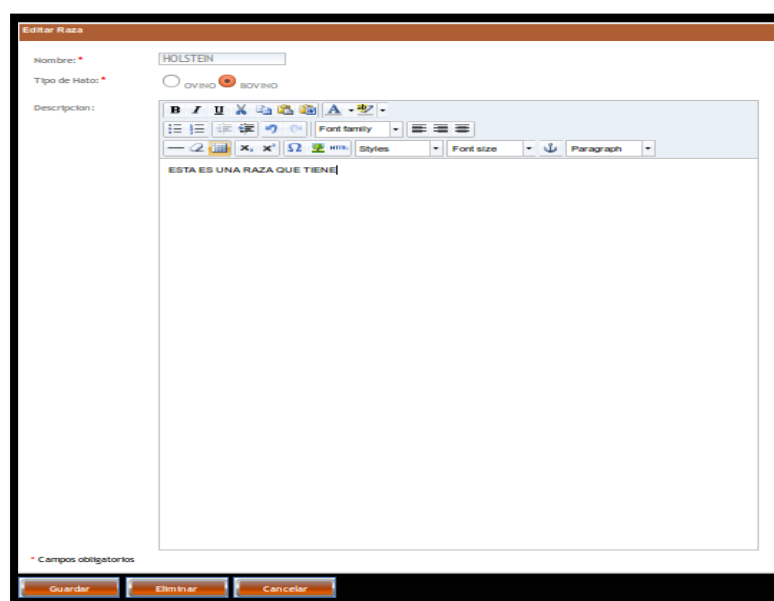 Editar Raza
Nombre: * HOLSTEIN
Tipo de Hato: * OVINO BOVINO
Descripcion:
B I U A
Font family
HTML Styles Font size Paragraph
ESTA ES UNA RAZA QUE TIENE
* Campos obligatorios
Guardar Eliminar Cancelar